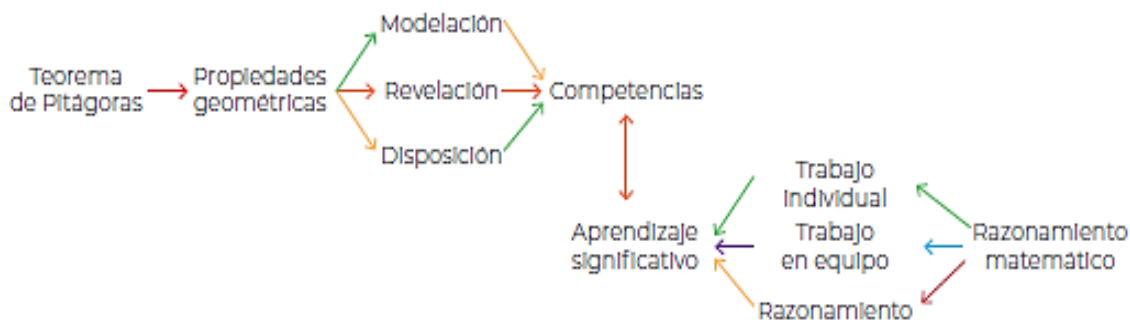 Modelación
Teorema
de Pitágoras
Propiedades
geométricas
Revelación
Competencias
Disposición
Trabajo
individual
Aprendizaje
significativo
Trabajo
en equipo
Razonamiento
matemático
Razonamiento